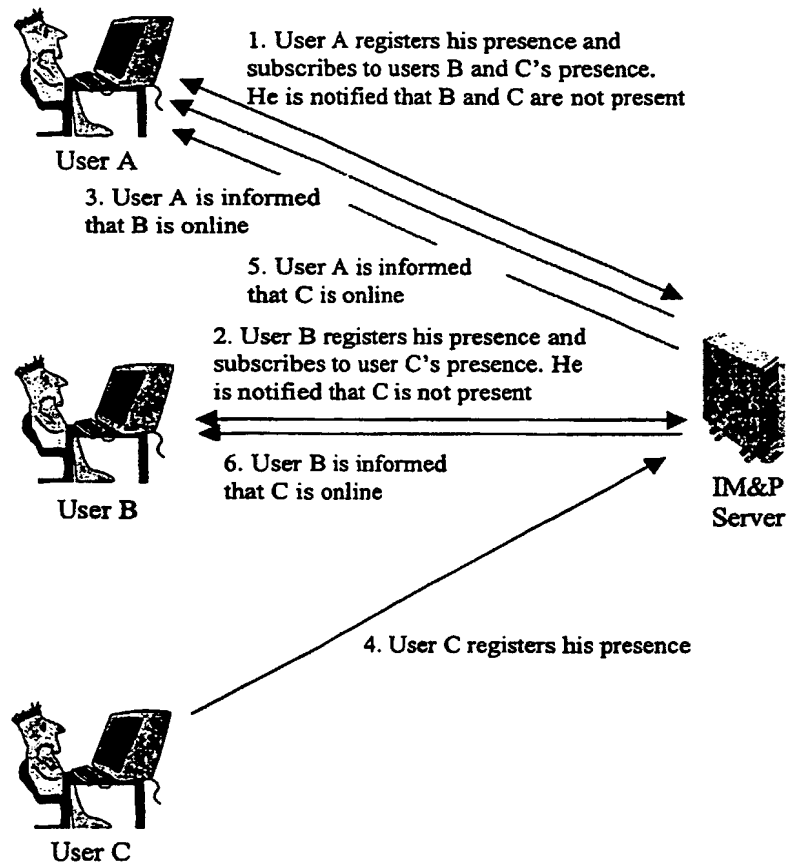 1. User A registers his presence and
subscribes to users B and C's presence.
He is notified that B and C are not present
User A
3. User A is informed
that B is online
5. User A is informed
that C is online
2. User B registers his presence and
subscribes to user C's presence. He
is notified that C is not present
6. User B is informed
that C is online
User B
IM&P
Server
4. User C registers his presence
User C